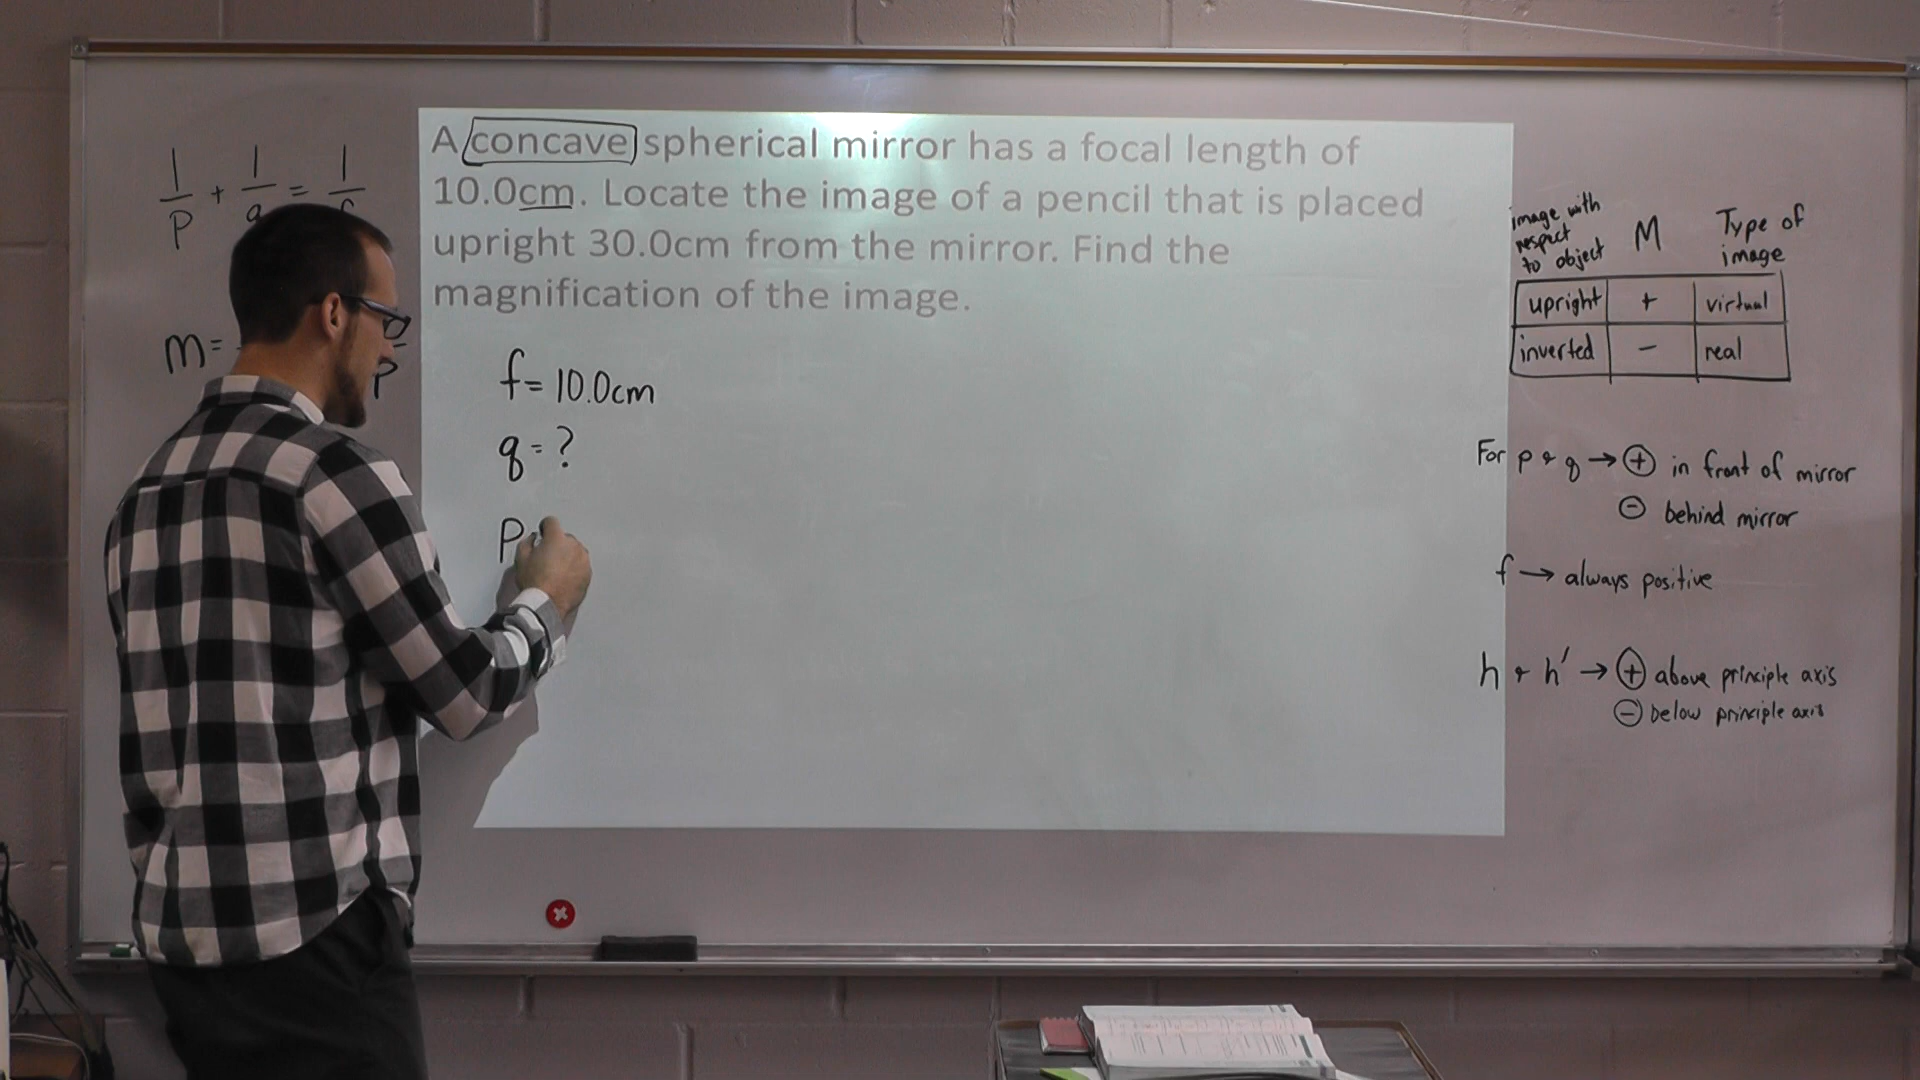 A concave spherical mirror has a focal length of
10.0cm. Locate the image of a pencil that is placed
upright 30.0cm from the mirror. Find the
magnification of the image.
1/p + 1/q = 1/
M =
p
f = 10.0cm
q = ?
p
image with respect to object M Type of image
upright + virtual
inverted − real
For p & q → ⊕ in front of mirror
⊖ behind mirror
f → always positive
h & h' → ⊕ above principle axis
⊖ below principle axis